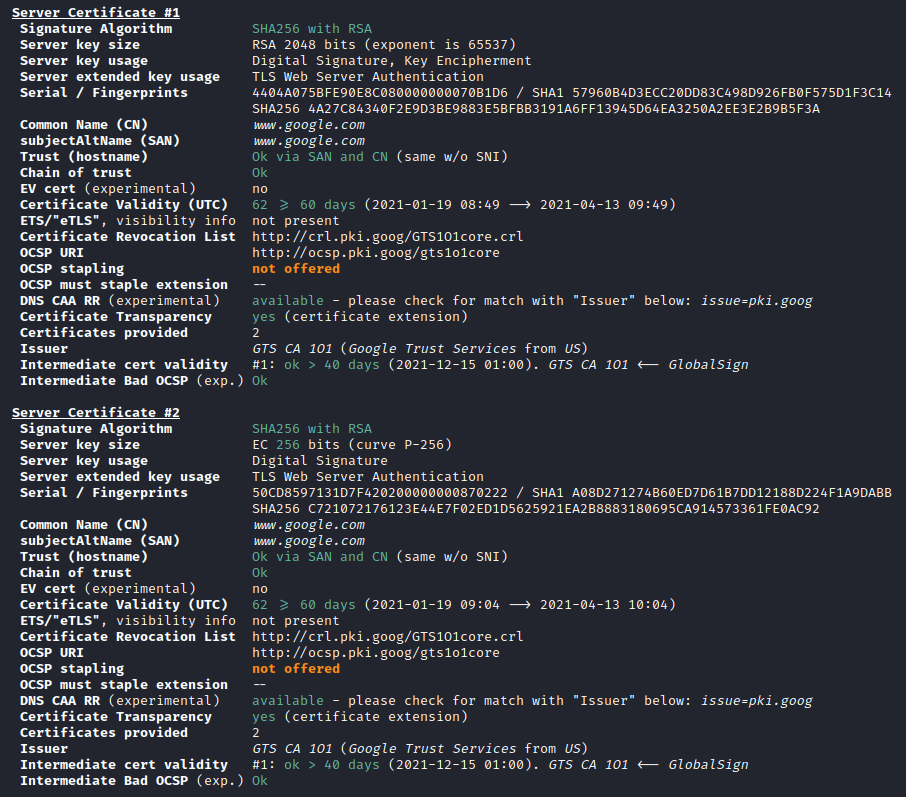 Server Certificate #1
Signature Algorithm SHA256 with RSA
Server key size RSA 2048 bits (exponent is 65537)
Server key usage Digital Signature, Key Encipherment
Server extended key usage TLS Web Server Authentication
Serial / Fingerprints 4404A075BFE90E8C080000000070B1D6 / SHA1 57960B4D3ECC20DD83C498D926FB0F575D1F3C14
SHA256 4A27C84340F2E9D3BE9883E5BFBB3191A6FF13945D64EA3250A2EE3E2B9B5F3A
Common Name (CN) www.google.com
subjectAltName (SAN) www.google.com
Trust (hostname) Ok via SAN and CN (same w/o SNI)
Chain of trust Ok
EV cert (experimental) no
Certificate Validity (UTC) 62 >= 60 days (2021-01-19 08:49 --> 2021-04-13 09:49)
ETS/"eTLS", visibility info not present
Certificate Revocation List http://crl.pki.goog/GTS1O1core.crl
OCSP URI http://ocsp.pki.goog/gts1o1core
OCSP stapling not offered
OCSP must staple extension --
DNS CAA RR (experimental) available - please check for match with "Issuer" below: issue=pki.goog
Certificate Transparency yes (certificate extension)
Certificates provided 2
Issuer GTS CA 1O1 (Google Trust Services from US)
Intermediate cert validity #1: ok > 40 days (2021-12-15 01:00). GTS CA 1O1 <-- GlobalSign
Intermediate Bad OCSP (exp.) Ok
Server Certificate #2
Signature Algorithm SHA256 with RSA
Server key size EC 256 bits (curve P-256)
Server key usage Digital Signature
Server extended key usage TLS Web Server Authentication
Serial / Fingerprints 50CD8597131D7F420200000000870222 / SHA1 A08D271274B60ED7D61B7DD12188D224F1A9DABB
SHA256 C721072176123E44E7F02ED1D5625921EA2B8883180695CA914573361FE0AC92
Common Name (CN) www.google.com
subjectAltName (SAN) www.google.com
Trust (hostname) Ok via SAN and CN (same w/o SNI)
Chain of trust Ok
EV cert (experimental) no
Certificate Validity (UTC) 62 >= 60 days (2021-01-19 09:04 --> 2021-04-13 10:04)
ETS/"eTLS", visibility info not present
Certificate Revocation List http://crl.pki.goog/GTS1O1core.crl
OCSP URI http://ocsp.pki.goog/gts1o1core
OCSP stapling not offered
OCSP must staple extension --
DNS CAA RR (experimental) available - please check for match with "Issuer" below: issue=pki.goog
Certificate Transparency yes (certificate extension)
Certificates provided 2
Issuer GTS CA 1O1 (Google Trust Services from US)
Intermediate cert validity #1: ok > 40 days (2021-12-15 01:00). GTS CA 1O1 <-- GlobalSign
Intermediate Bad OCSP (exp.) Ok